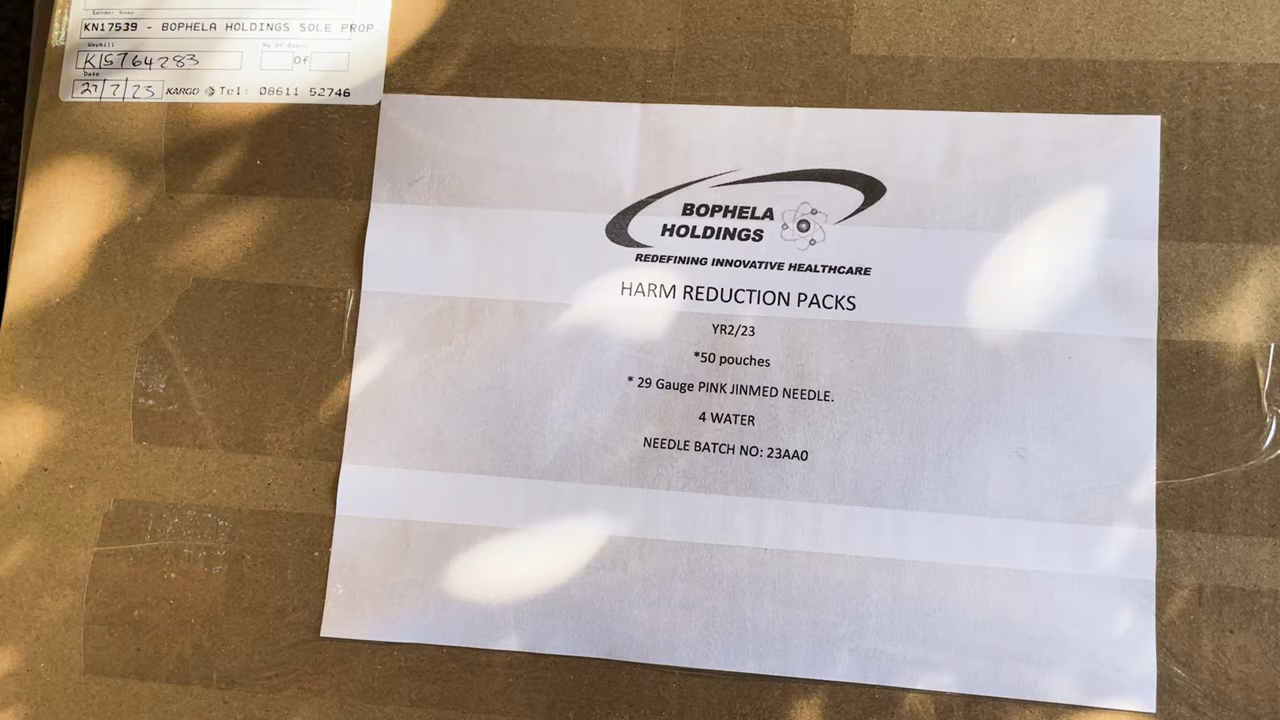 Sender Name
KN17539 - BOPHELA HOLDINGS SOLE PROP.
Waybill
No Of Boxes
KIS764283
Of
Date
27/7/23 KARGO Tel: 08611 52746
BOPHELA
HOLDINGS
REDEFINING INNOVATIVE HEALTHCARE
HARM REDUCTION PACKS
YR2/23
*50 pouches
* 29 Gauge PINK JINMED NEEDLE.
4 WATER
NEEDLE BATCH NO: 23AA0